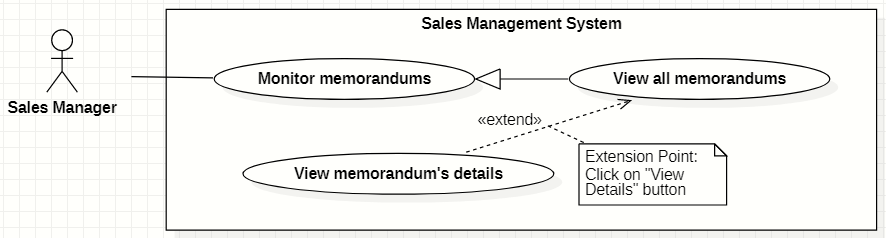 Sales Management System
Sales Manager
Monitor memorandums
View all memorandums
«extend»
View memorandum's details
Extension Point:
Click on "View
Details" button